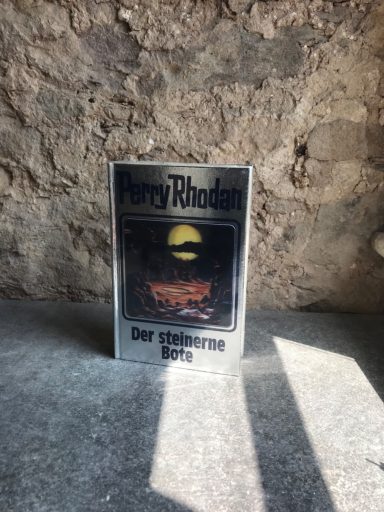 Perry Rhodan
Der steinerne
Bote